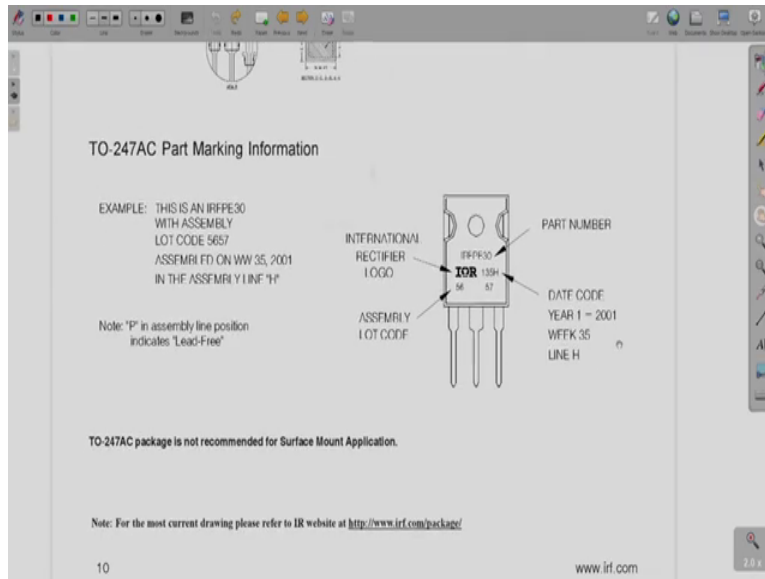 TO-247AC Part Marking Information
EXAMPLE: THIS IS AN IRFPE30
WITH ASSEMBLY
LOT CODE 5657
ASSEMBLED ON WW 35, 2001
IN THE ASSEMBLY LINE "H"
Note: "P" in assembly line position
indicates "Lead-Free"
INTERNATIONAL
RECTIFIER
LOGO
ASSEMBLY
LOT CODE
IRFPE30
IOR 135H
56 57
PART NUMBER
DATE CODE
YEAR 1 = 2001
WEEK 35
LINE H
TO-247AC package is not recommended for Surface Mount Application.
Note: For the most current drawing please refer to IR website at http://www.irf.com/package/
10
www.irf.com
2.0 x